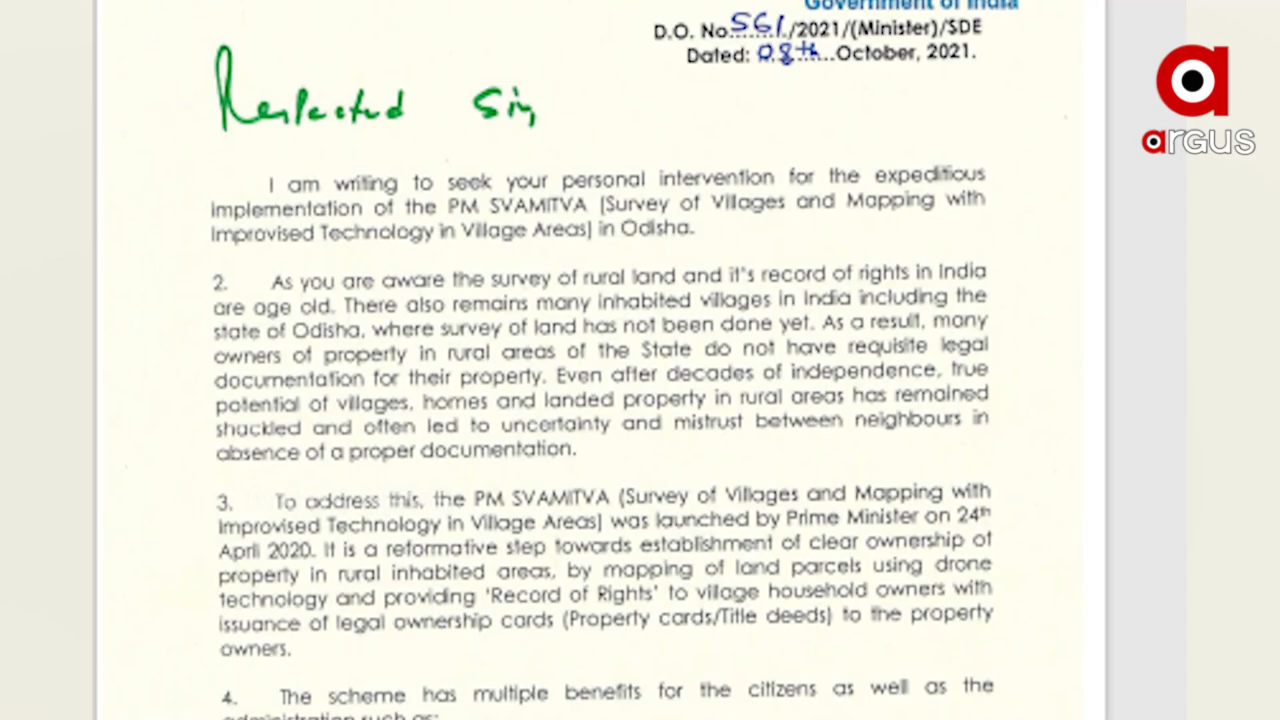 Government of India
D.O. No.561./2021/(Minister)/SDE
Dated: 08th....October, 2021.
Respected Sir,
I am writing to seek your personal intervention for the expeditious
implementation of the PM SVAMITVA (Survey of Villages and Mapping with
Improvised Technology in Village Areas) in Odisha.
2. As you are aware the survey of rural land and it's record of rights in India
are age old. There also remains many inhabited villages in India including the
state of Odisha, where survey of land has not been done yet. As a result, many
owners of property in rural areas of the State do not have requisite legal
documentation for their property. Even after decades of independence, true
potential of villages, homes and landed property in rural areas has remained
shackled and often led to uncertainty and mistrust between neighbours in
absence of a proper documentation.
3. To address this, the PM SVAMITVA (Survey of Villages and Mapping with
Improvised Technology in Village Areas) was launched by Prime Minister on 24th
April 2020. It is a reformative step towards establishment of clear ownership of
property in rural inhabited areas, by mapping of land parcels using drone
technology and providing 'Record of Rights' to village household owners with
issuance of legal ownership cards (Property cards/Title deeds) to the property
owners.
4. The scheme has multiple benefits for the citizens as well as the
administration such as:
argus